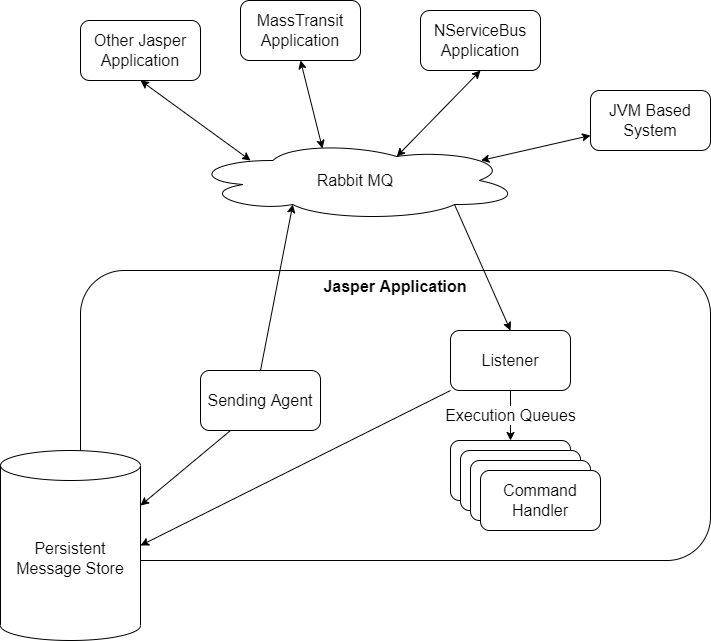 Other Jasper
Application
MassTransit
Application
NServiceBus
Application
JVM Based
System
Rabbit MQ
Jasper Application
Listener
Sending Agent
Execution Queues
Command
Handler
Persistent
Message Store